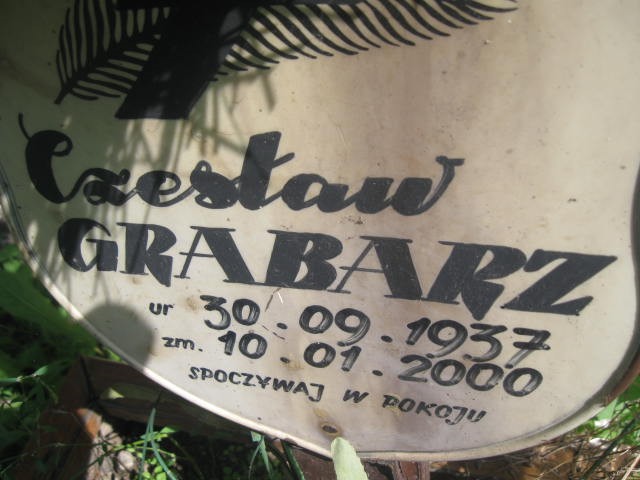 Czesław
GRABARZ
ur 30.09.1937
zm. 10.01.2000
SPOCZYWAJ W POKOJU